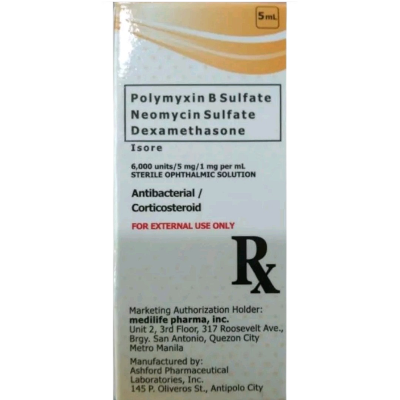 5 mL
Polymyxin B Sulfate
Neomycin Sulfate
Dexamethasone
Isore
6,000 units/5 mg/1 mg per mL
STERILE OPHTHALMIC SOLUTION
Antibacterial /
Corticosteroid
FOR EXTERNAL USE ONLY
Rx
Marketing Authorization Holder:
medilife pharma, inc.
Unit 2, 3rd Floor, 317 Roosevelt Ave.,
Brgy. San Antonio, Quezon City
Metro Manila
Manufactured by:
Ashford Pharmaceutical
Laboratories, Inc.
145 P. Oliveros St., Antipolo City